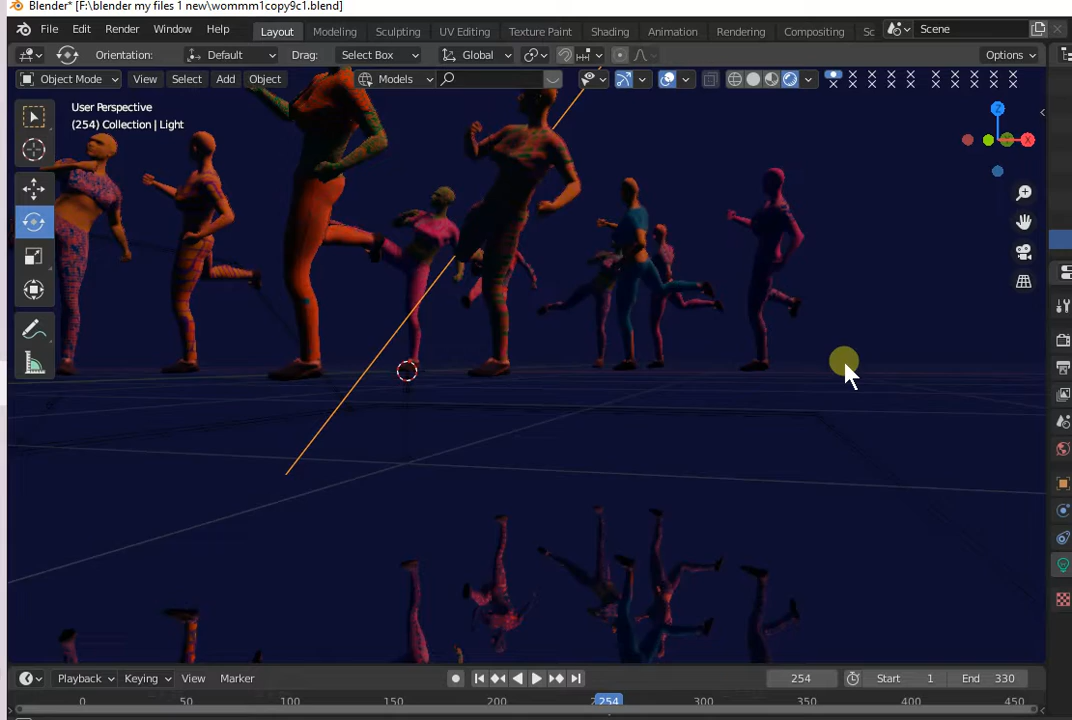 Blender* [F:\blender my files 1 new\wommm1copy9c1.blend]
File Edit Render Window Help Layout Modeling Sculpting UV Editing Texture Paint Shading Animation Rendering Compositing Sc Scene
Orientation: Default Drag: Select Box Global Options
Object Mode View Select Add Object Models
User Perspective
(254) Collection | Light
Z
X
Playback Keying View Marker 254 Start 1 End 330
0 50 100 150 200 254 300 350 400 450